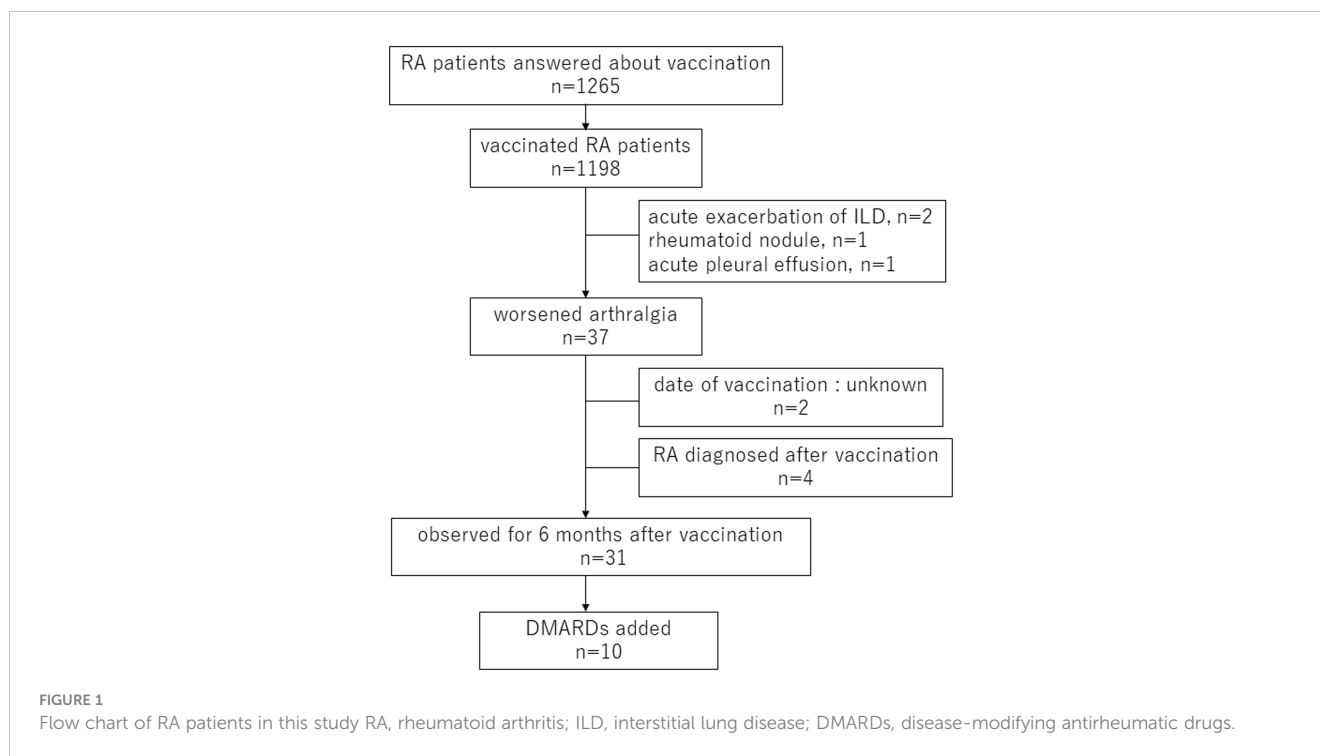 RA patients answered about vaccination
n=1265
vaccinated RA patients
n=1198
acute exacerbation of ILD, n=2
rheumatoid nodule, n=1
acute pleural effusion, n=1
worsened arthralgia
n=37
date of vaccination : unknown
n=2
RA diagnosed after vaccination
n=4
observed for 6 months after vaccination
n=31
DMARDs added
n=10
FIGURE 1
Flow chart of RA patients in this study RA, rheumatoid arthritis; ILD, interstitial lung disease; DMARDs, disease-modifying antirheumatic drugs.